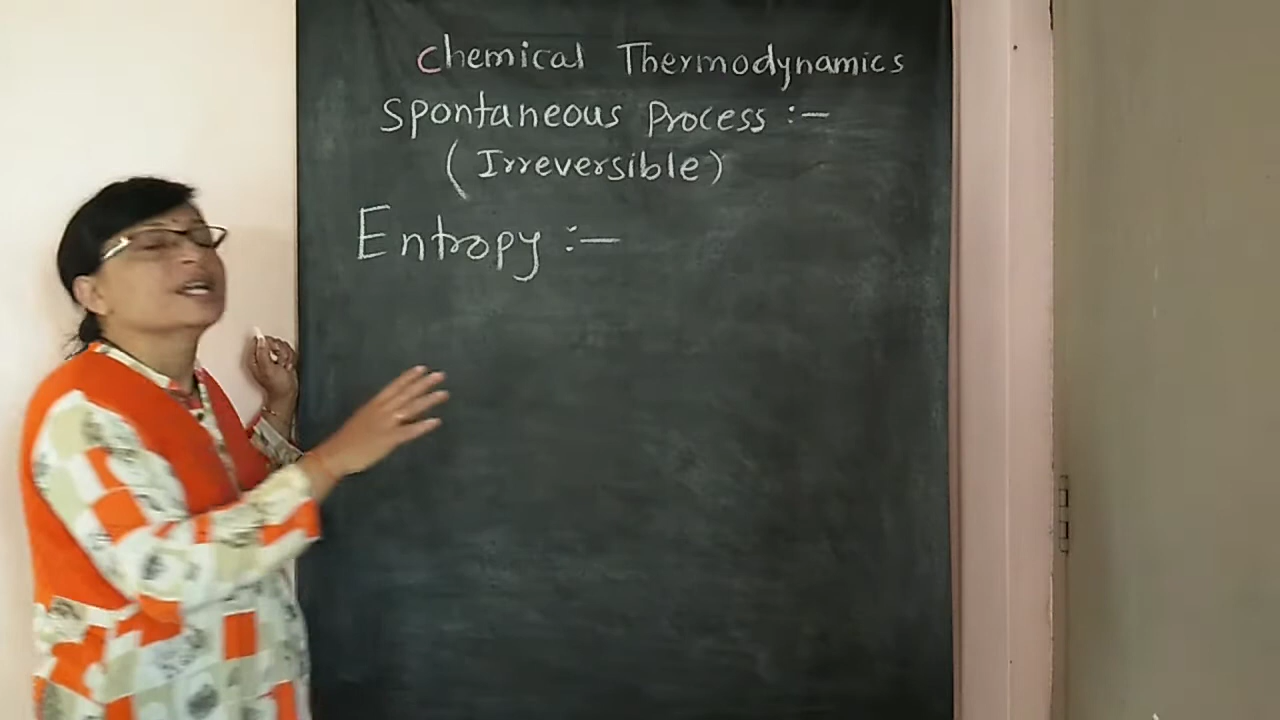 Chemical Thermodynamics
Spontaneous Process :-
(Irreversible)
Entropy :-